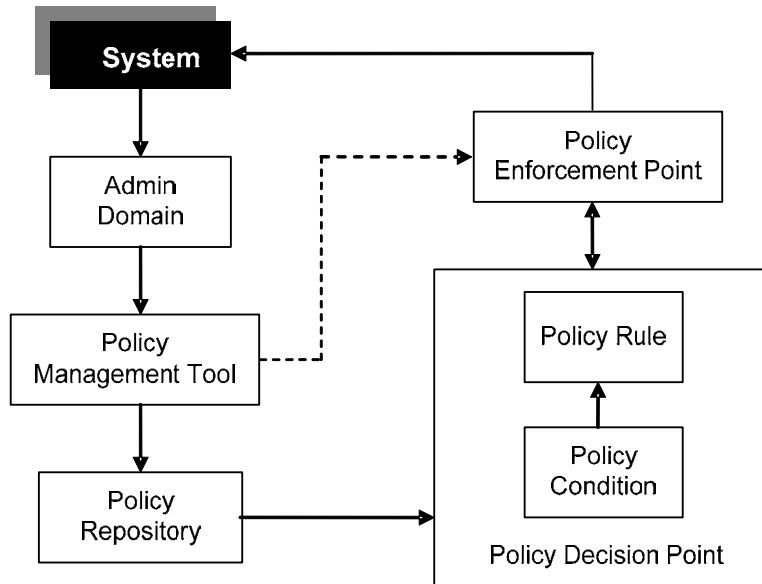 System
Policy
Enforcement Point
Admin
Domain
Policy
Management Tool
Policy Rule
Policy
Condition
Policy
Repository
Policy Decision Point